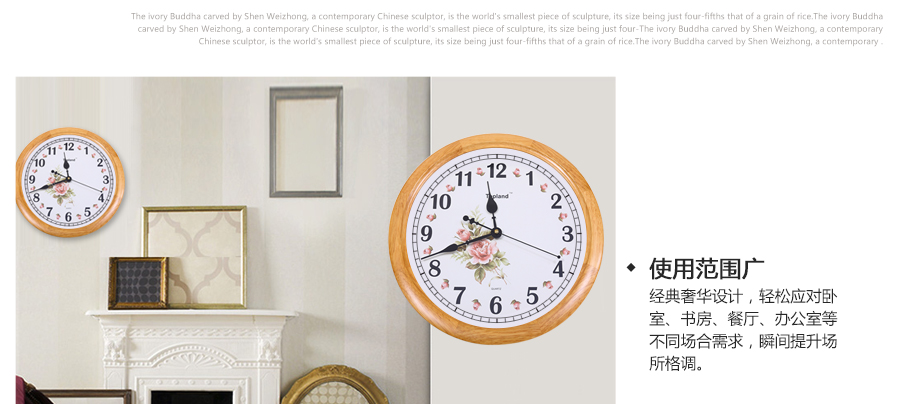 The ivory Buddha carved by Shen Weizhong, a contemporary Chinese sculptor, is the world's smallest piece of sculpture, its size being just four-fifths that of a grain of rice.The ivory Buddha
carved by Shen Weizhong, a contemporary Chinese sculptor, is the world's smallest piece of sculpture, its size being just four-The ivory Buddha carved by Shen Weizhong, a contemporary
Chinese sculptor, is the world's smallest piece of sculpture, its size being just four-fifths that of a grain of rice.The ivory Buddha carved by Shen Weizhong, a contemporary .
12
1
2
3
4
5
6
7
8
9
10
11
12
1
2
3
4
5
6
7
8
9
10
11
Topland
QUARTZ
使用范围广
经典奢华设计，轻松应对卧
室、书房、餐厅、办公室等
不同场合需求，瞬间提升场
所格调。